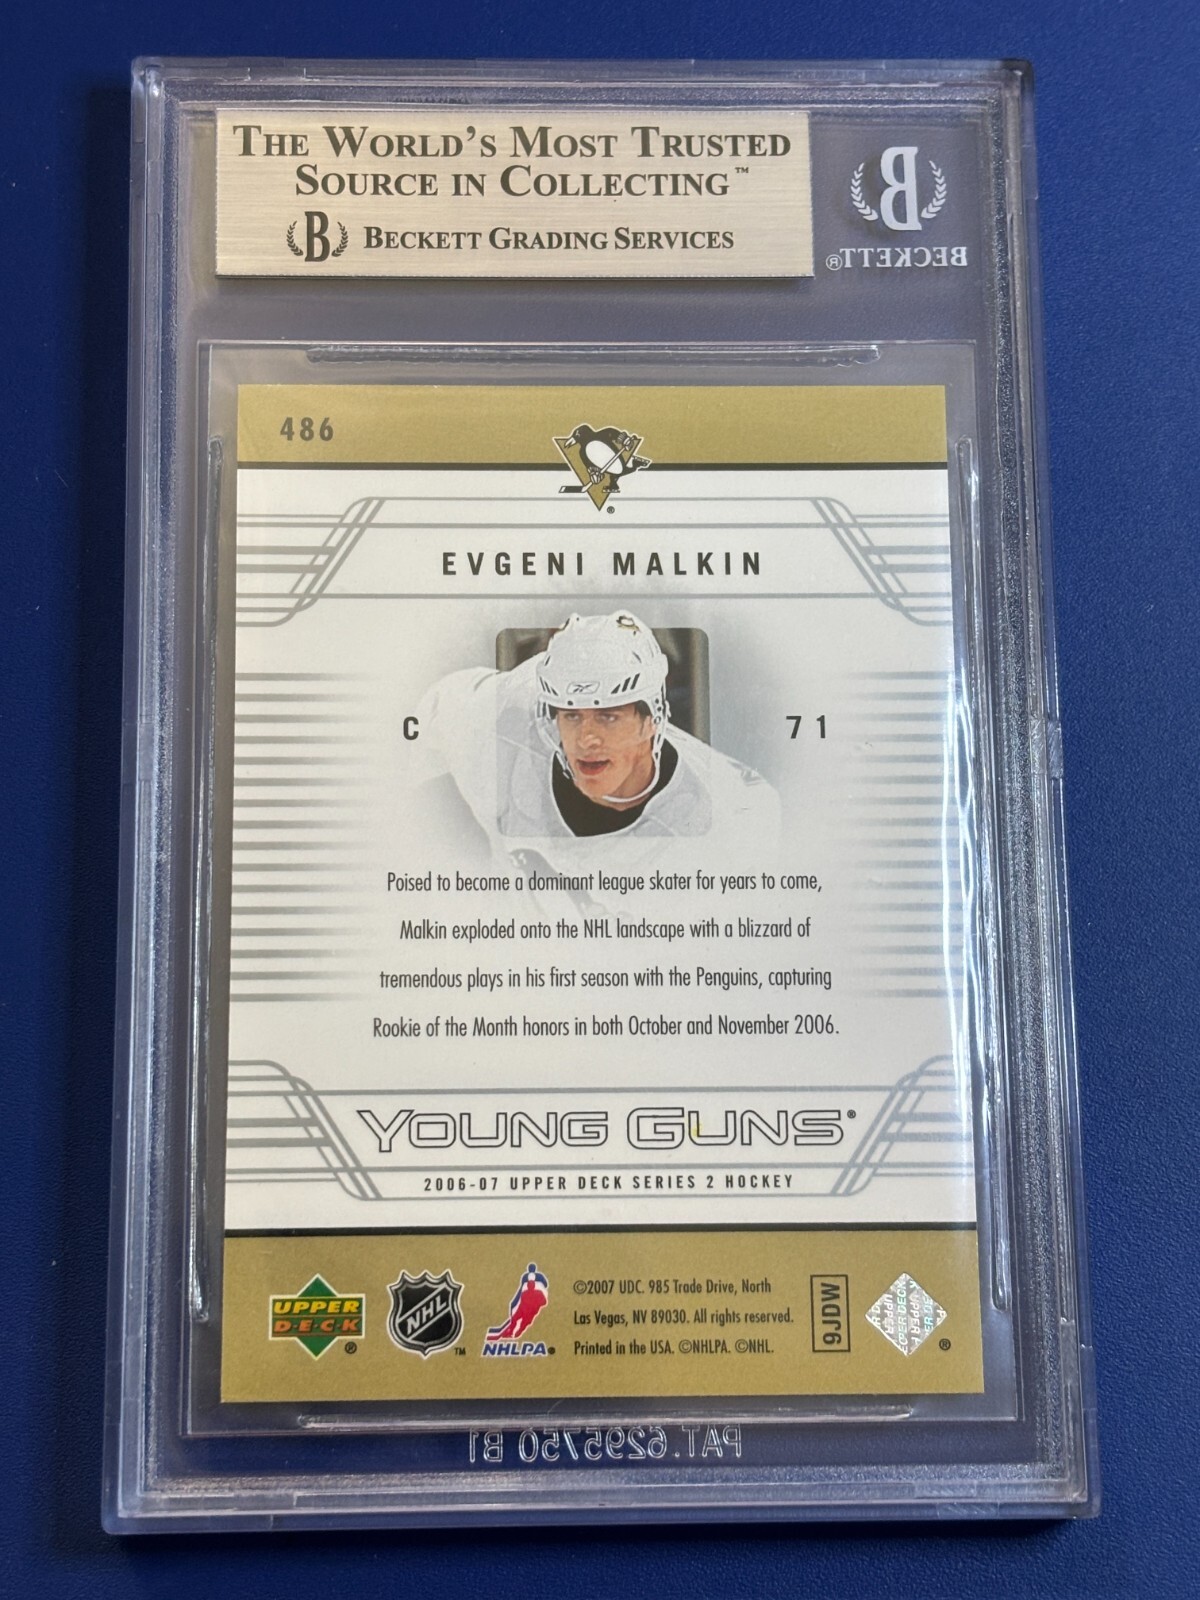 THE WORLD'S MOST TRUSTED
SOURCE IN COLLECTING™
B BECKETT GRADING SERVICES
B
BECKETT®
486
®
EVGENI MALKIN
C
71
Poised to become a dominant league skater for years to come,
Malkin exploded onto the NHL landscape with a blizzard of
tremendous plays in his first season with the Penguins, capturing
Rookie of the Month honors in both October and November 2006.
YOUNG GUNS®
2006-07 UPPER DECK SERIES 2 HOCKEY
UPPER
D·E·C·K
®
NHL
TM
NHLPA®
©2007 UDC. 985 Trade Drive, North
Las Vegas, NV 89030. All rights reserved.
Printed in the USA. ©NHLPA. ©NHL.
9JDW
®
PAT.6295750 B1